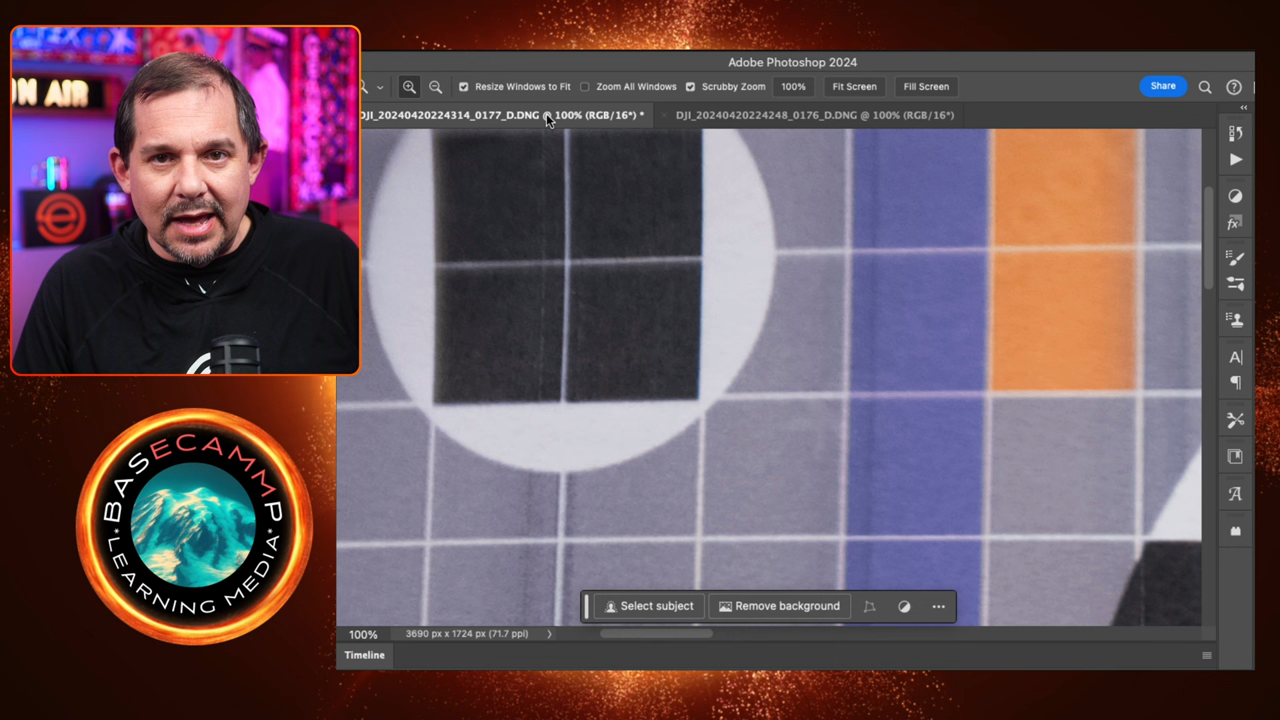 ON AIR
Adobe Photoshop 2024
Resize Windows to Fit
Zoom All Windows
Scrubby Zoom
100%
Fit Screen
Fill Screen
Share
DJI_20240420224314_0177_D.DNG @ 100% (RGB/16*) *
DJI_20240420224248_0176_D.DNG @ 100% (RGB/16*)
BASECAMMP
LEARNING MEDIA
Select subject
Remove background
100%
3690 px x 1724 px (71.7 ppi)
Timeline